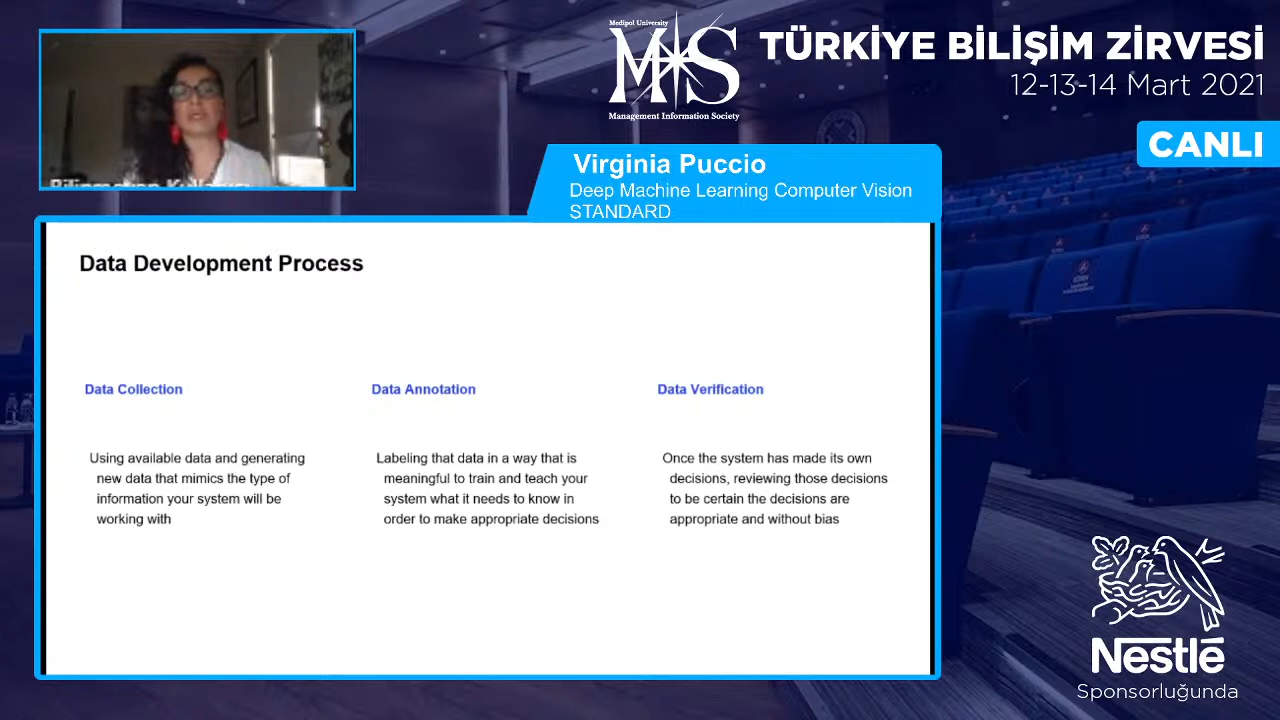 Medipol University
MIS
Management Information Society
TÜRKİYE BİLİŞİM ZİRVESİ
12-13-14 Mart 2021
CANLI
Virginia Puccio
Deep Machine Learning Computer Vision
STANDARD
Data Development Process
Data Collection
Using available data and generating
new data that mimics the type of
information your system will be
working with
Data Annotation
Labeling that data in a way that is
meaningful to train and teach your
system what it needs to know in
order to make appropriate decisions
Data Verification
Once the system has made its own
decisions, reviewing those decisions
to be certain the decisions are
appropriate and without bias
Nestlé
Sponsorluğunda